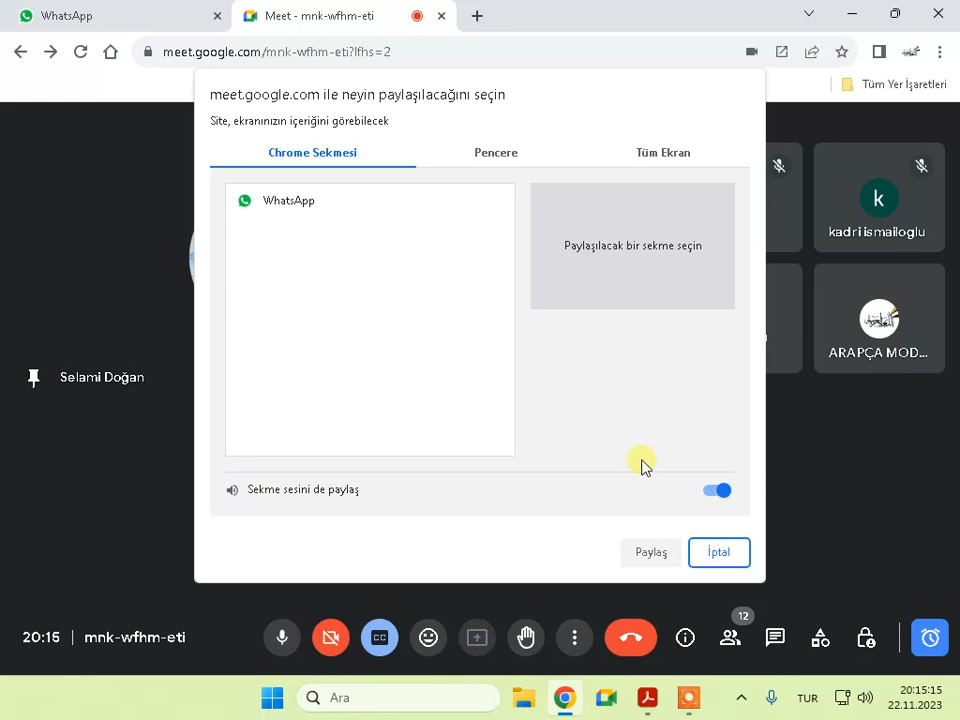 WhatsApp
Meet - mnk-wfhm-eti
meet.google.com/mnk-wfhm-eti?lfhs=2
Tüm Yer İşaretleri
meet.google.com ile neyin paylaşılacağını seçin
Site, ekranınızın içeriğini görebilecek
Chrome Sekmesi
Pencere
Tüm Ekran
WhatsApp
Paylaşılacak bir sekme seçin
k
kadri ismailoglu
ARAPÇA MOD...
Selami Doğan
Sekme sesini de paylaş
Paylaş
İptal
12
20:15
mnk-wfhm-eti
CC
Ara
TUR
20:15:15
22.11.2023